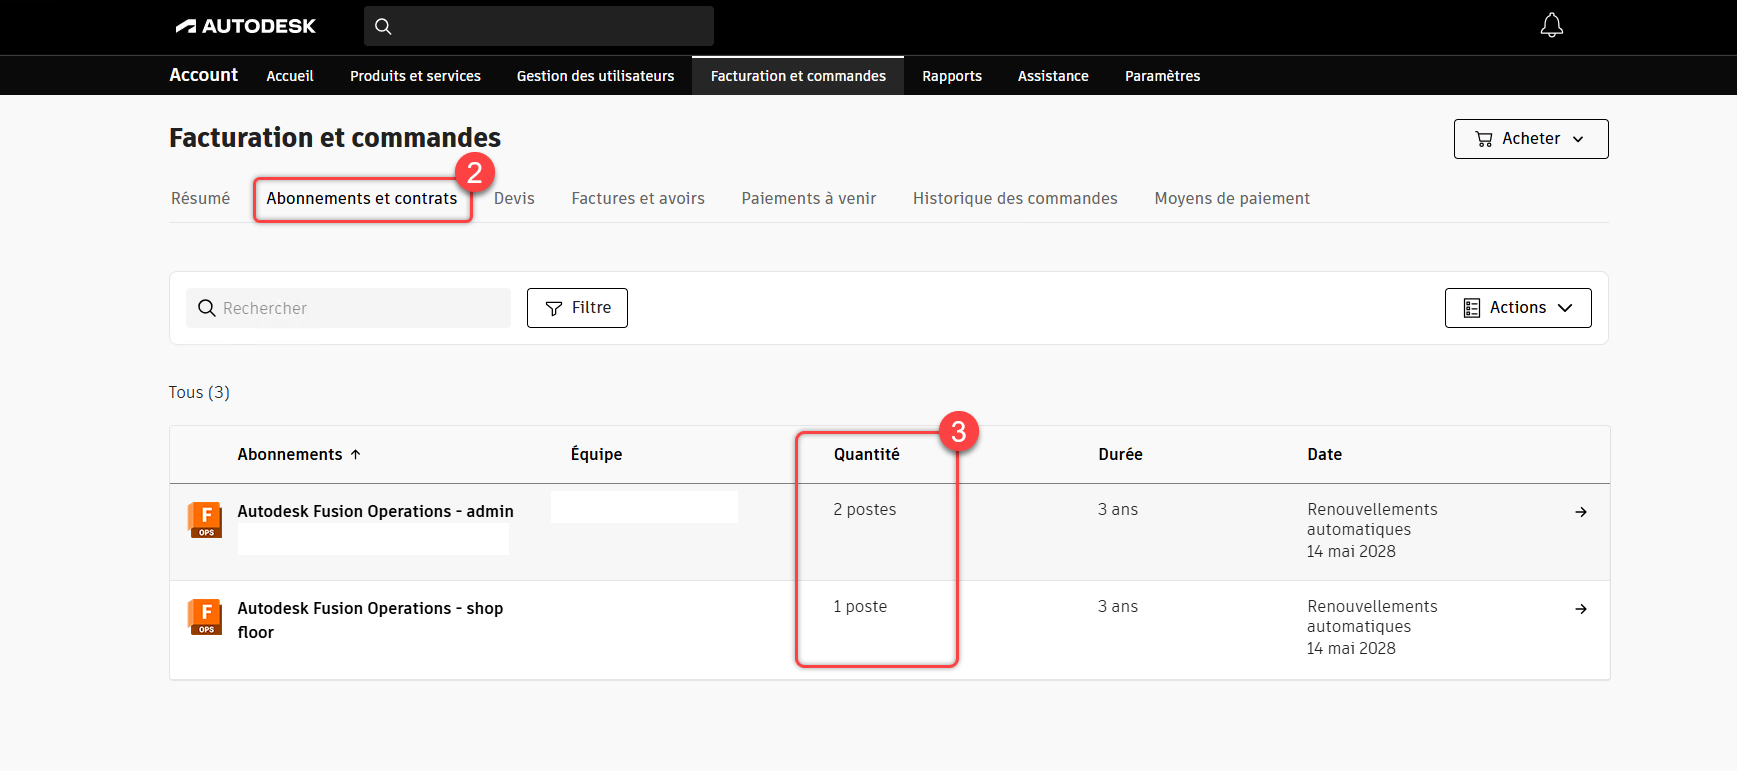 AUTODESK
Account Accueil Produits et services Gestion des utilisateurs Facturation et commandes Rapports Assistance Paramètres
Facturation et commandes
Acheter
2
Résumé Abonnements et contrats Devis Factures et avoirs Paiements à venir Historique des commandes Moyens de paiement
Rechercher Filtre Actions
Tous (3)
3
Abonnements ↑ Équipe Quantité Durée Date
F
OPS
Autodesk Fusion Operations - admin
2 postes
3 ans
Renouvellements
automatiques
14 mai 2028
→
F
OPS
Autodesk Fusion Operations - shop
floor
1 poste
3 ans
Renouvellements
automatiques
14 mai 2028
→